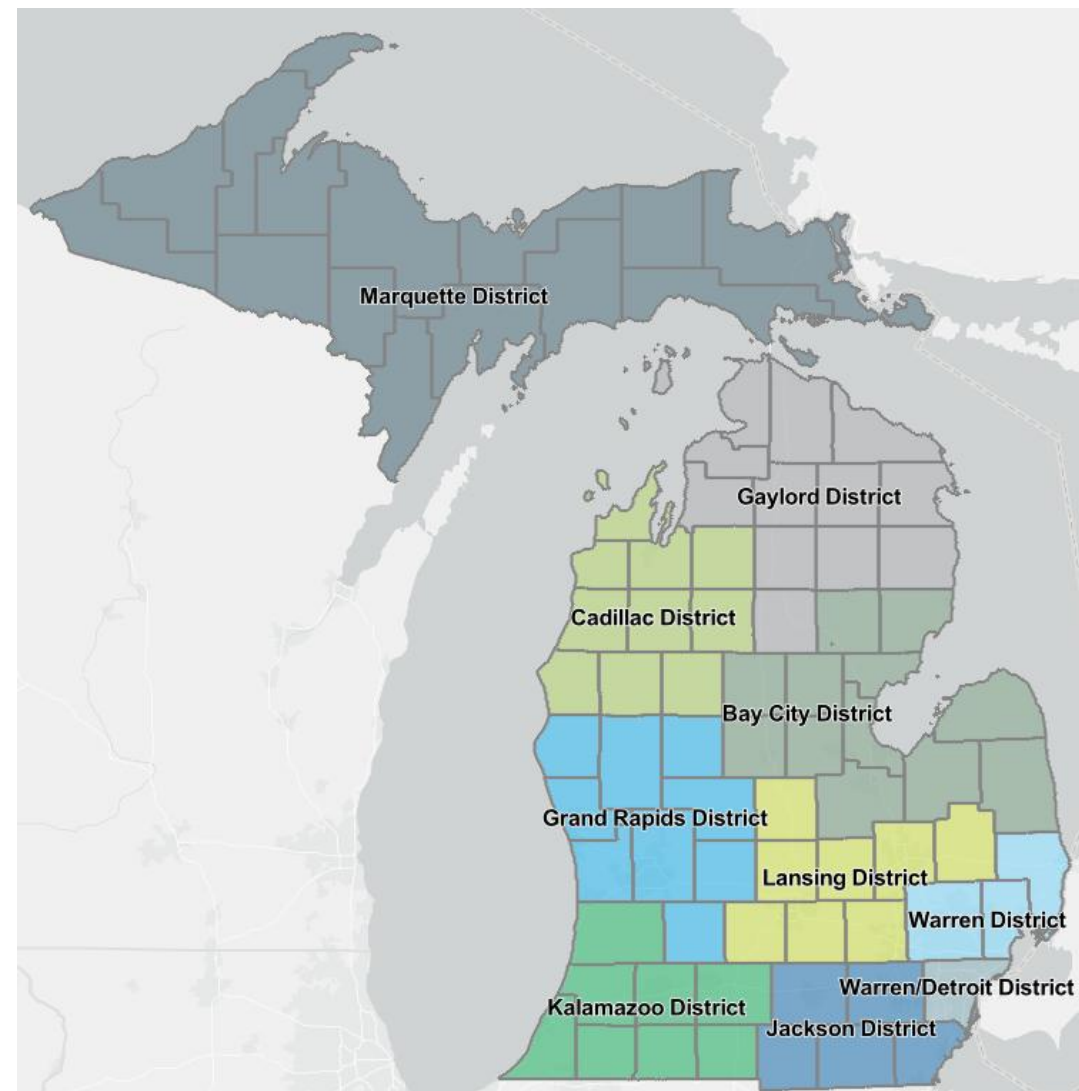 Marquette District
Gaylord District
Cadillac District
Bay City District
Grand Rapids District
Lansing District
Warren District
Warren/Detroit District
Kalamazoo District
Jackson District